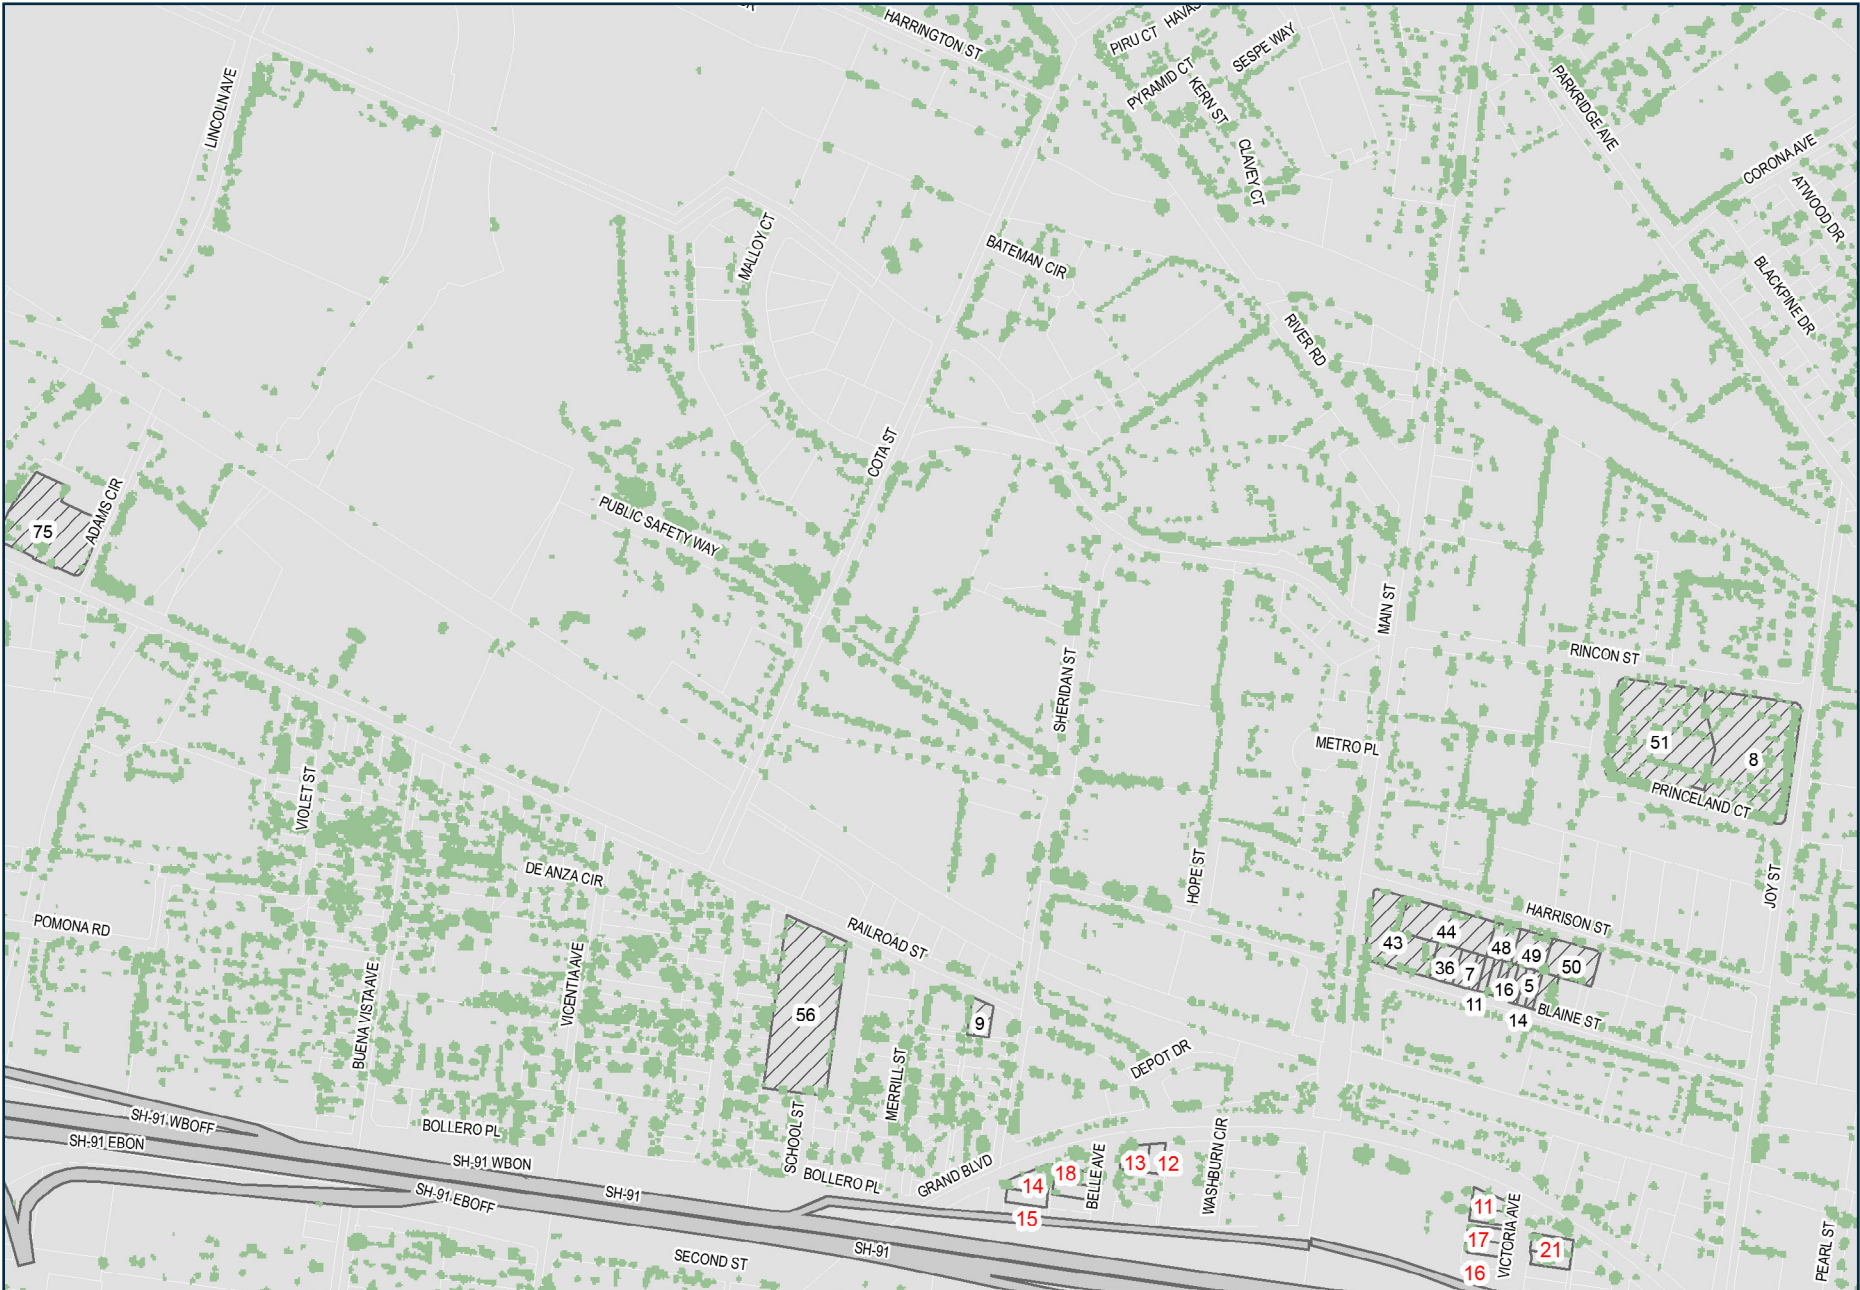 HARRINGTON ST
PIRU CT
SESPE WAY
LINCOLN AVE
PYRAMID CT
KERN ST
PARKRIDGE AVE
CLAVEY CT
CORONA AVE
ATWOOD DR
MALLOY CT
BATEMAN CIR
BLACKPINE DR
RIVER RD
COTA ST
ADAMS CIR
75
PUBLIC SAFETY WAY
MAIN ST
RINCON ST
SHERIDAN ST
METRO PL
51
8
VIOLET ST
PRINCELAND CT
DE ANZA CIR
HOPE ST
JOY ST
POMONA RD
RAILROAD ST
HARRISON ST
44
43
48
49
50
36
7
16
5
BUENA VISTA AVE
VICENTIA AVE
56
9
11
14
BLAINE ST
MERRILL ST
DEPOT DR
SH-91 WBOFF
SH-91 EBON
BOLLERO PL
SCHOOL ST
SH-91 WBON
BOLLERO PL
GRAND BLVD
14
18
BELLE AVE
13
12
WASHBURN CIR
SH-91 EBOFF
SH-91
15
11
17
16
VICTORIA AVE
21
PEARL ST
SH-91
SECOND ST